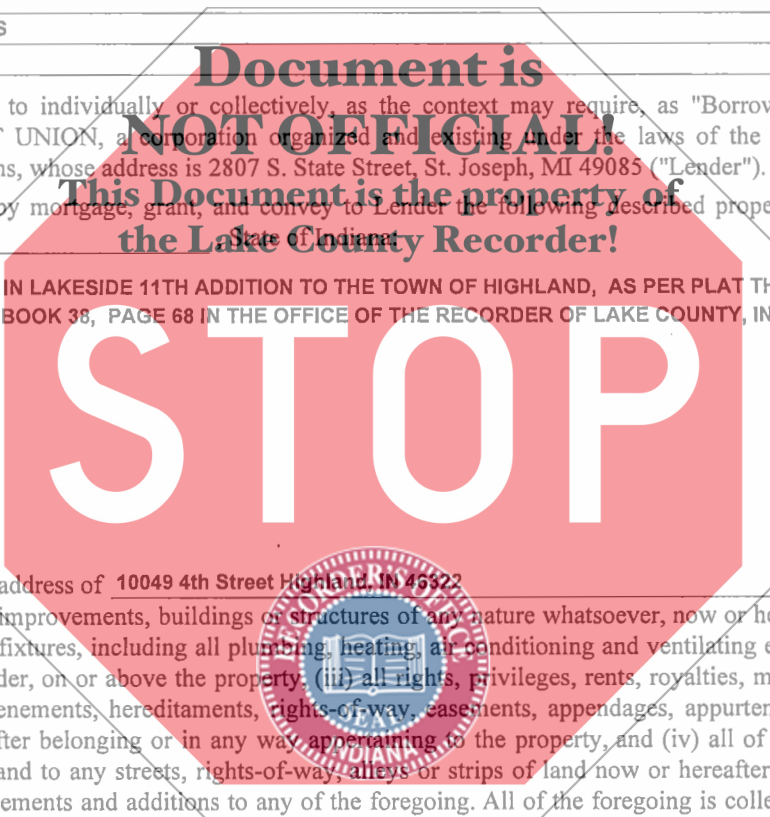 S
Document is
to individually or collectively, as the context may require, as "Borrow
NOT OFFICIAL!
UNION, a corporation organized and existing under the laws of the
ns, whose address is 2807 S. State Street, St. Joseph, MI 49085 ("Lender").
This Document is the property of
by mortgage, grant, and convey to Lender the following described prope
the Lake County Recorder!
State of Indiana:
IN LAKESIDE 11TH ADDITION TO THE TOWN OF HIGHLAND, AS PER PLAT TH
BOOK 38, PAGE 68 IN THE OFFICE OF THE RECORDER OF LAKE COUNTY, IN
STOP
address of 10049 4th Street Highland, IN 46322
improvements, buildings or structures of any nature whatsoever, now or he
fixtures, including all plumbing, heating, air conditioning and ventilating e
der, on or above the property, (iii) all rights, privileges, rents, royalties, m
enements, hereditaments, rights-of-way, easements, appendages, appurten
fter belonging or in any way appertaining to the property, and (iv) all of
and to any streets, rights-of-way, alleys or strips of land now or hereafter
ements and additions to any of the foregoing. All of the foregoing is colle
RECORDER'S OFFICE
SEAL
INDIANA